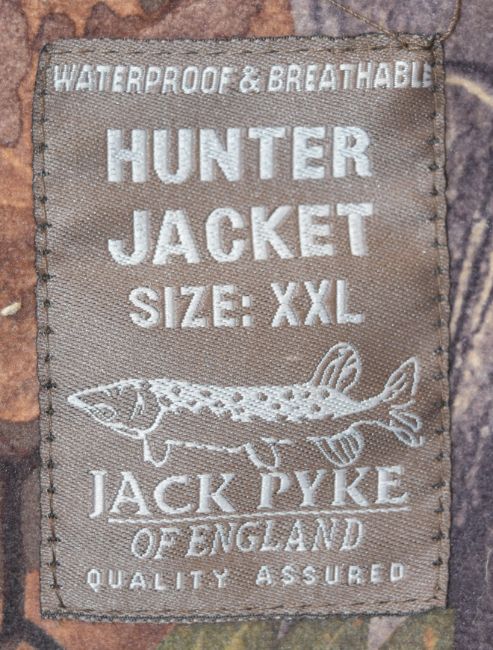 WATERPROOF & BREATHABLE
HUNTER
JACKET
SIZE: XXL
JACK PYKE
OF ENGLAND
QUALITY ASSURED